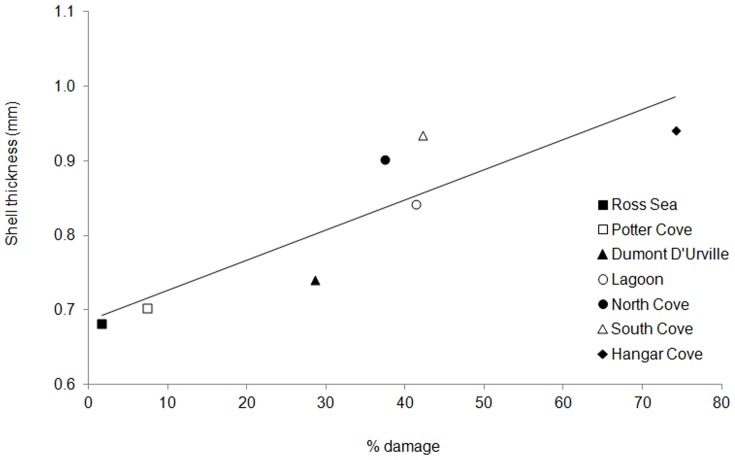 1.1
1.0
0.9
0.8
0.7
0.6
Shell thickness (mm)
0 10 20 30 40 50 60 70 80
% damage
Ross Sea
Potter Cove
Dumont D'Urville
Lagoon
North Cove
South Cove
Hangar Cove